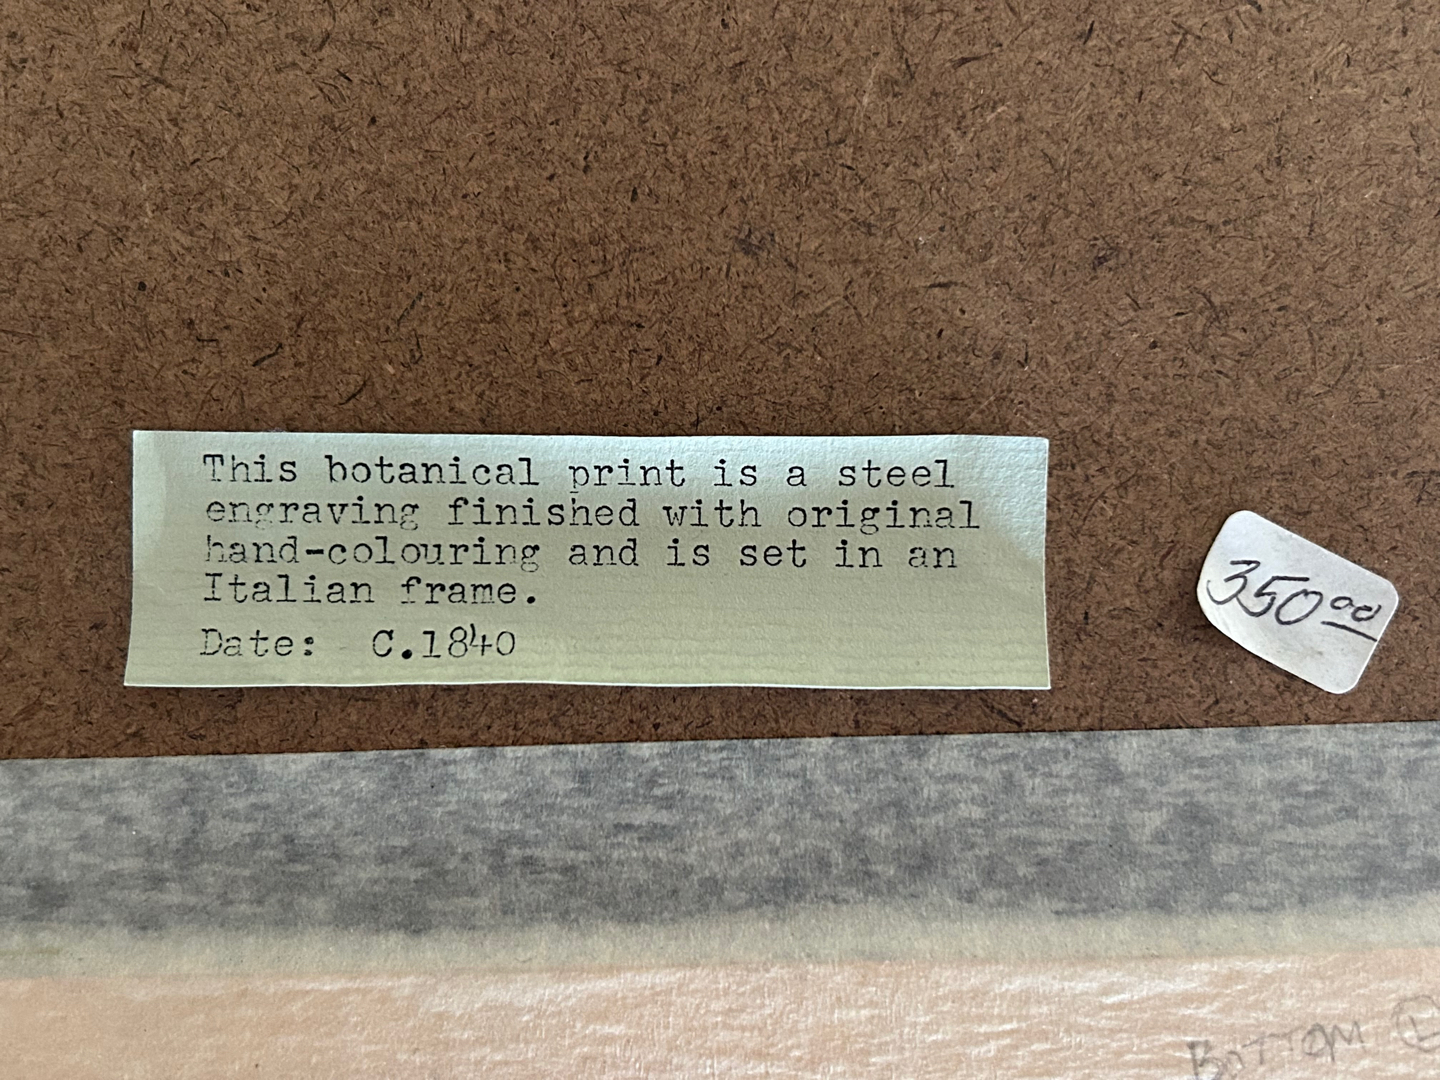 This botanical print is a steel
engraving finished with original
hand-colouring and is set in an
Italian frame.
Date: C.1840
350.00
BOTTOM L